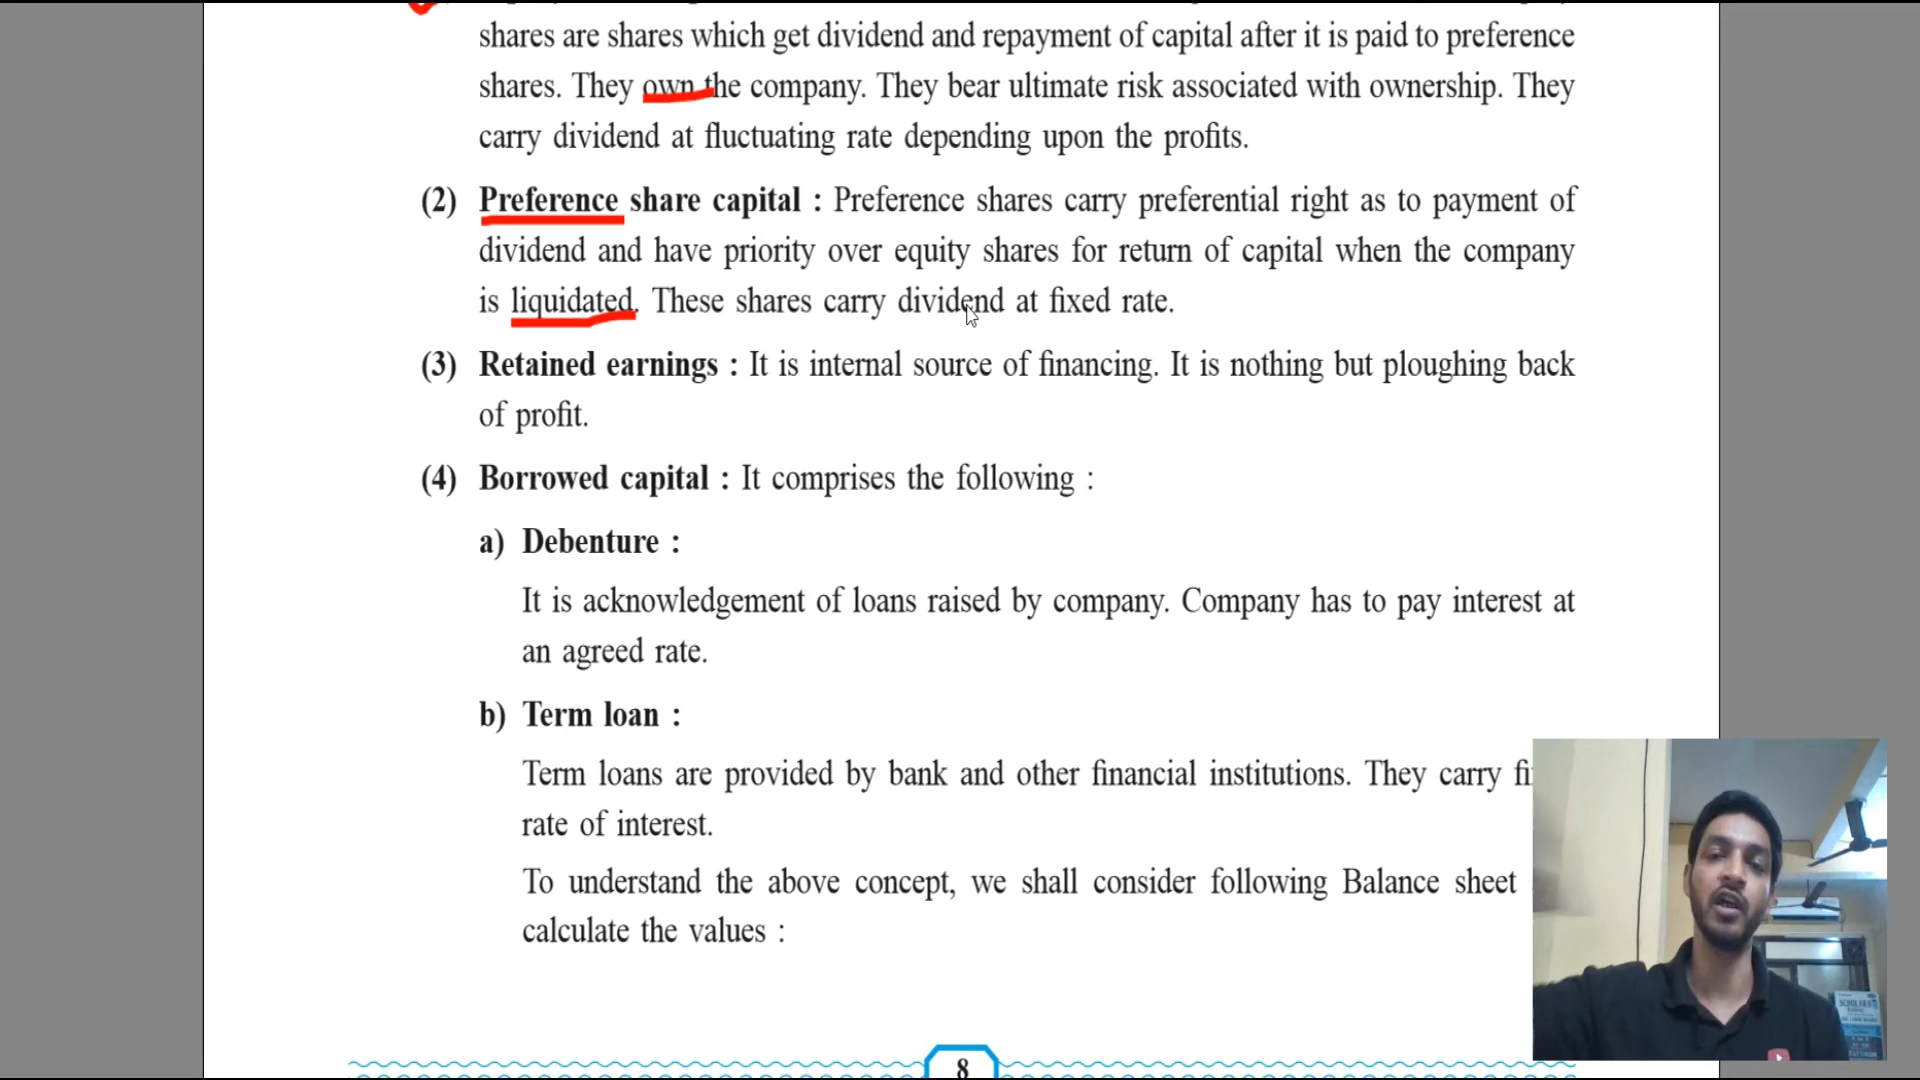 shares are shares which get dividend and repayment of capital after it is paid to preference
shares. They own the company. They bear ultimate risk associated with ownership. They
carry dividend at fluctuating rate depending upon the profits.
(2) Preference share capital : Preference shares carry preferential right as to payment of
dividend and have priority over equity shares for return of capital when the company
is liquidated. These shares carry dividend at fixed rate.
(3) Retained earnings : It is internal source of financing. It is nothing but ploughing back
of profit.
(4) Borrowed capital : It comprises the following :
a) Debenture :
It is acknowledgement of loans raised by company. Company has to pay interest at
an agreed rate.
b) Term loan :
Term loans are provided by bank and other financial institutions. They carry
rate of interest.
To understand the above concept, we shall consider following Balance sheet
calculate the values :
8